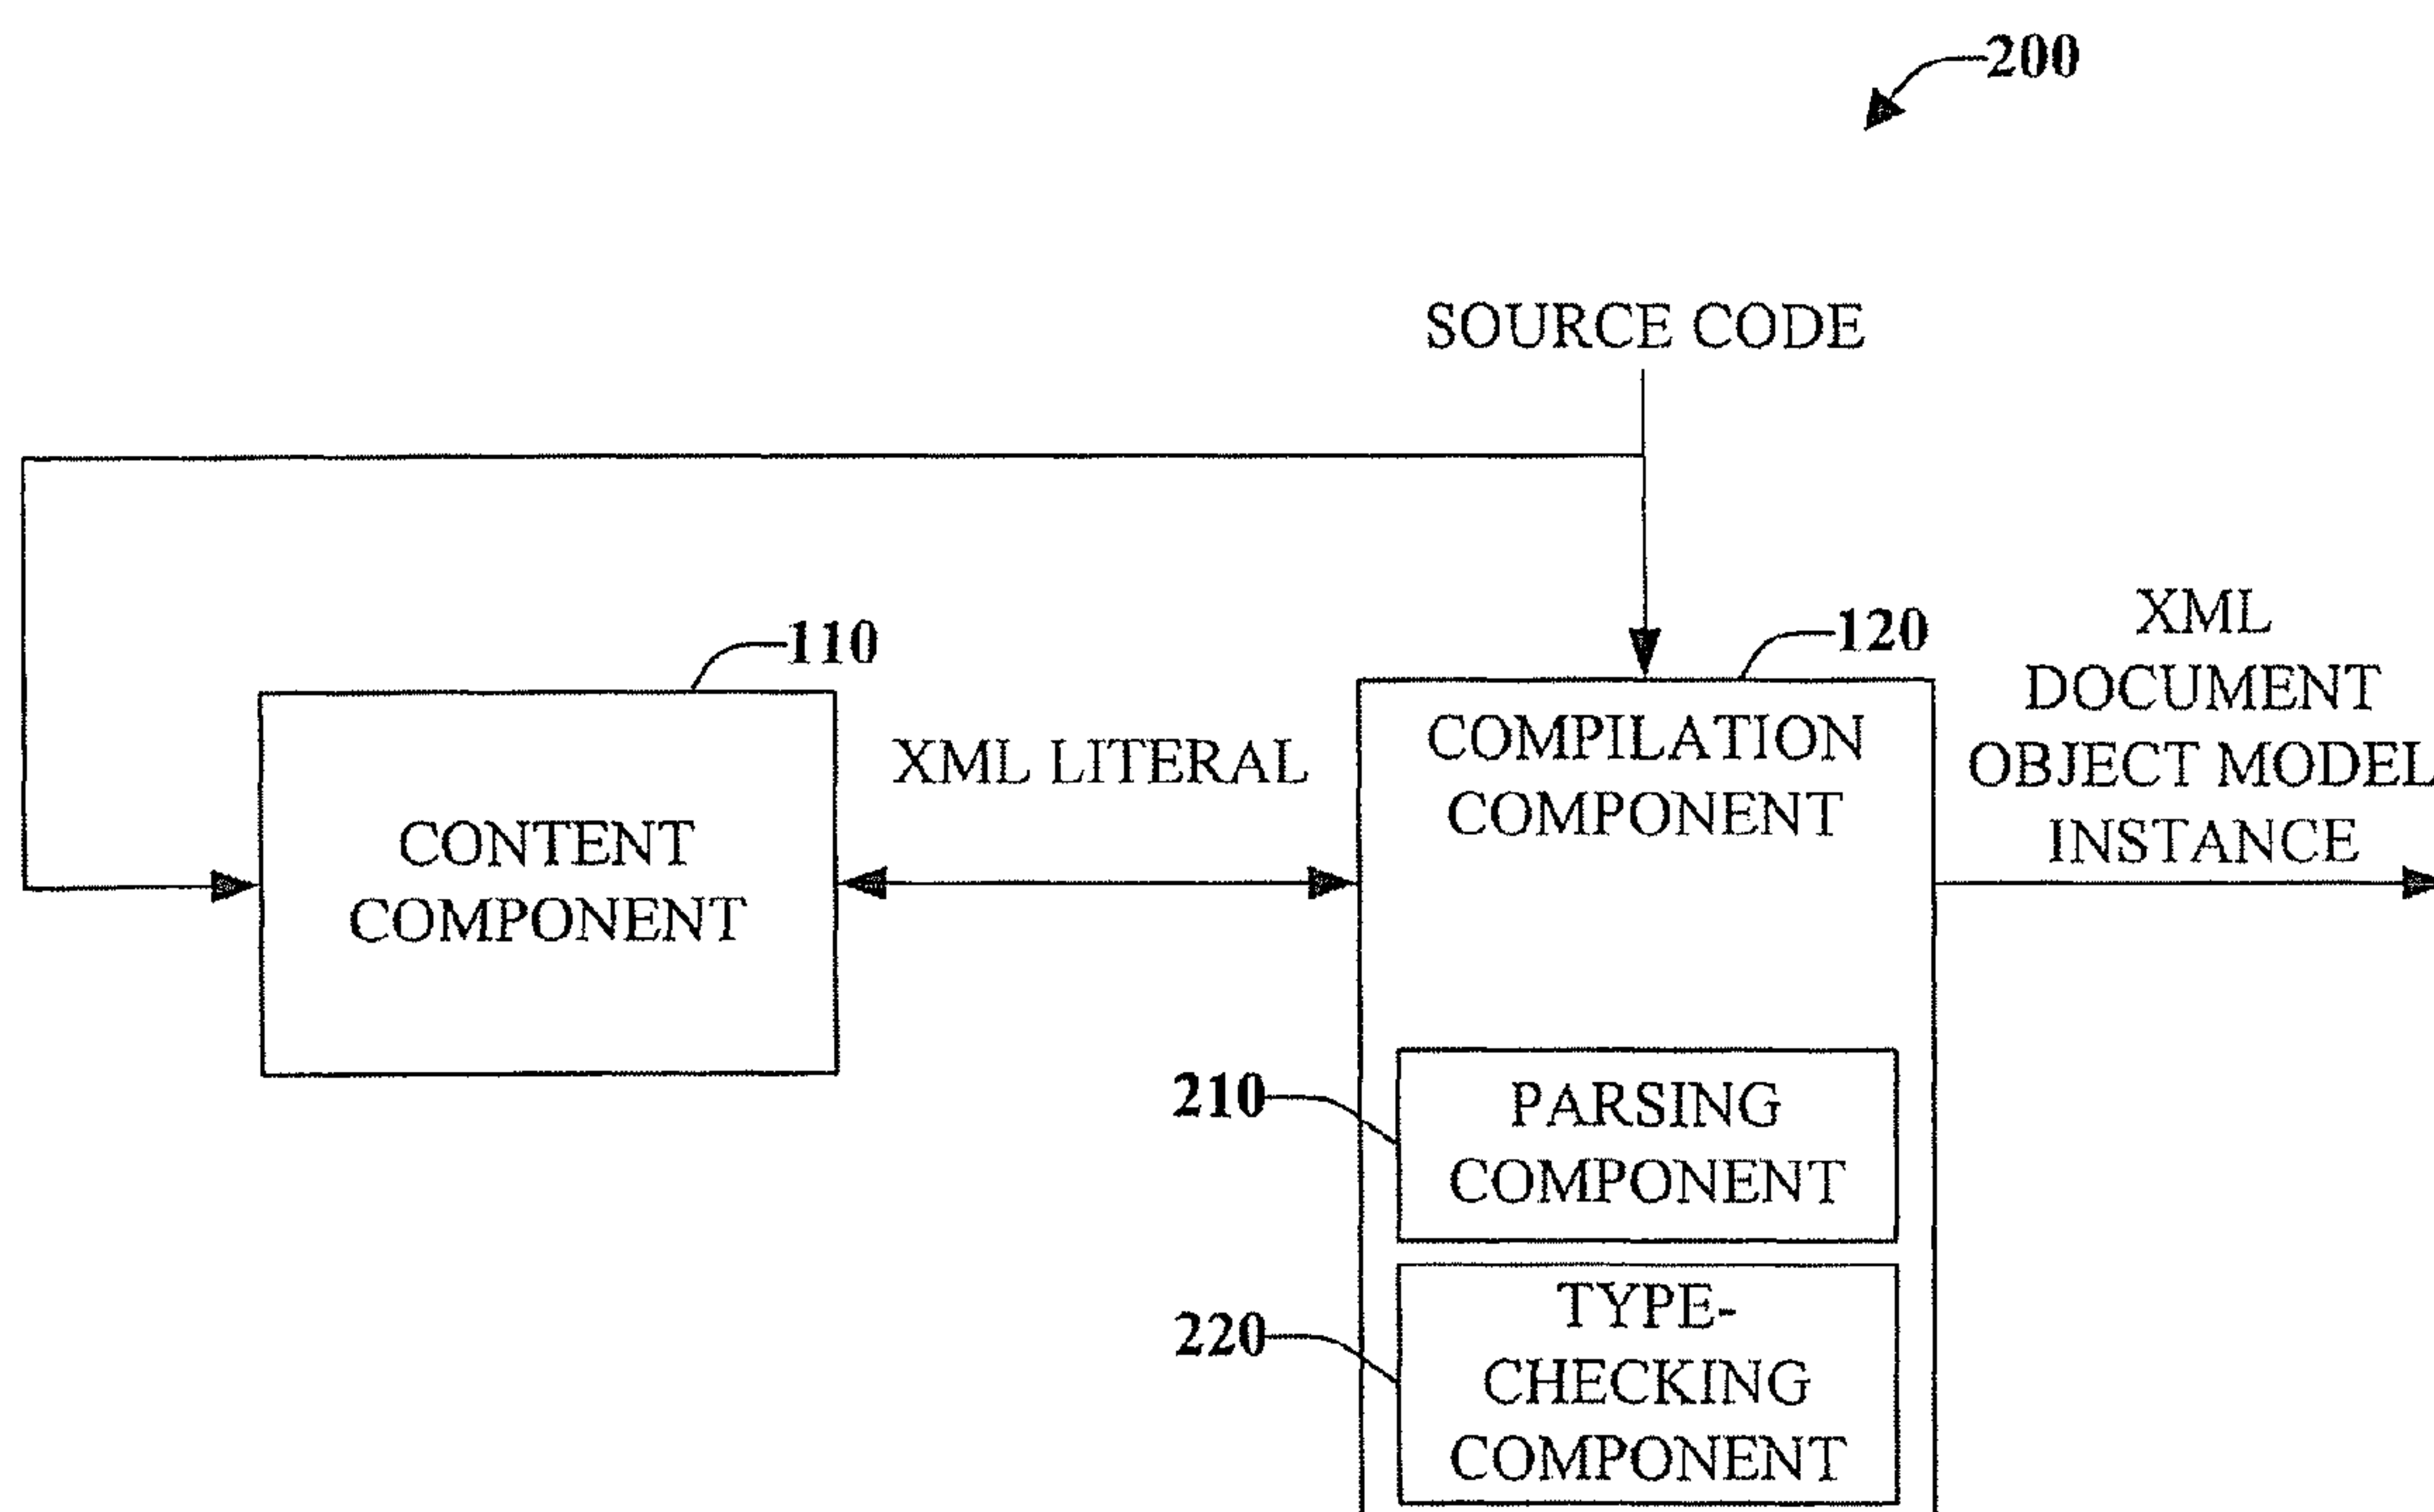 200
SOURCE CODE
110
120
XML
DOCUMENT
OBJECT MODEL
INSTANCE
XML LITERAL
CONTENT
COMPONENT
COMPILATION
COMPONENT
210
PARSING
COMPONENT
220
TYPE-
CHECKING
COMPONENT